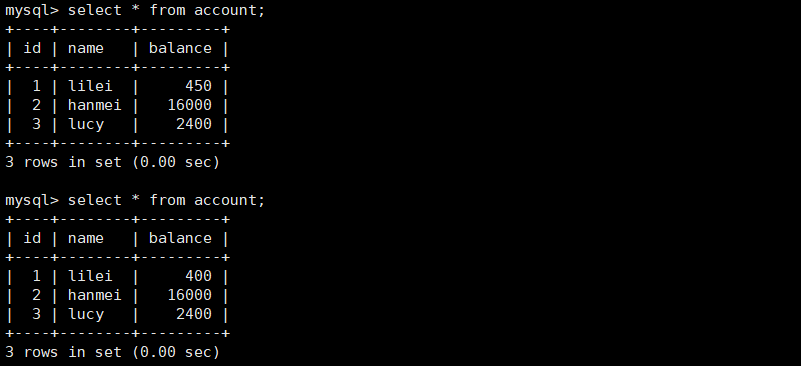 mysql> select * from account;
+----+--------+---------+
| id | name   | balance |
+----+--------+---------+
|  1 | lilei  |     450 |
|  2 | hanmei |   16000 |
|  3 | lucy   |    2400 |
+----+--------+---------+
3 rows in set (0.00 sec)

mysql> select * from account;
+----+--------+---------+
| id | name   | balance |
+----+--------+---------+
|  1 | lilei  |     400 |
|  2 | hanmei |   16000 |
|  3 | lucy   |    2400 |
+----+--------+---------+
3 rows in set (0.00 sec)